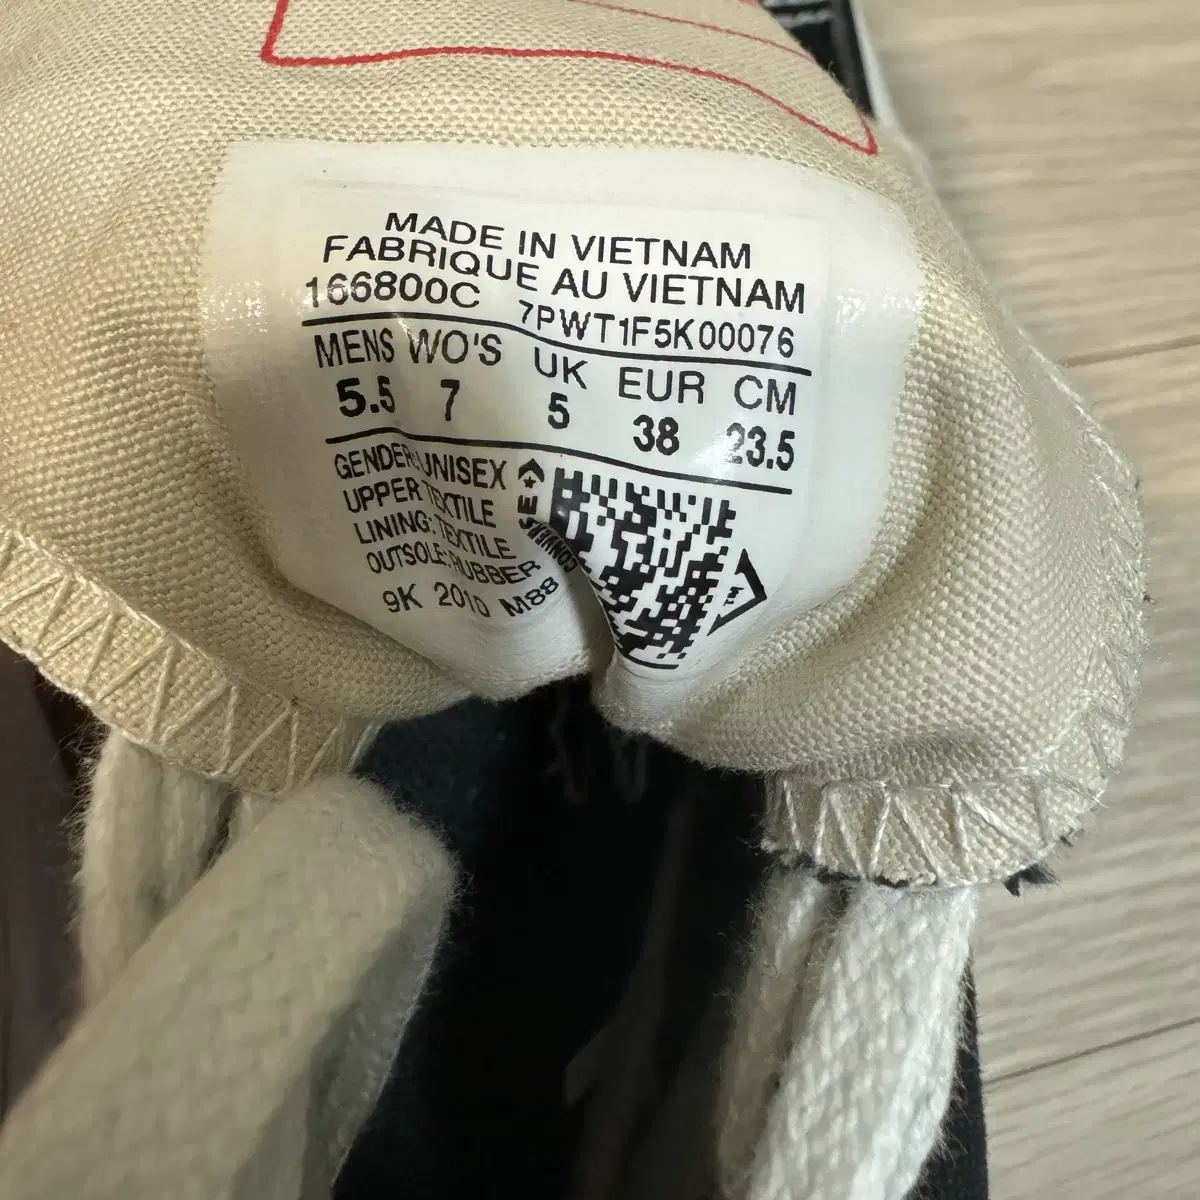 MADE IN VIETNAM
FABRIQUE AU VIETNAM
166800C 7PWT1F5K00076
MENS WO'S UK EUR CM
5.5 7 5 38 23.5
GENDER: UNISEX
UPPER TEXTILE
LINING: TEXTILE
OUTSOLE: RUBBER
9K 2010 M88
CONVERSE